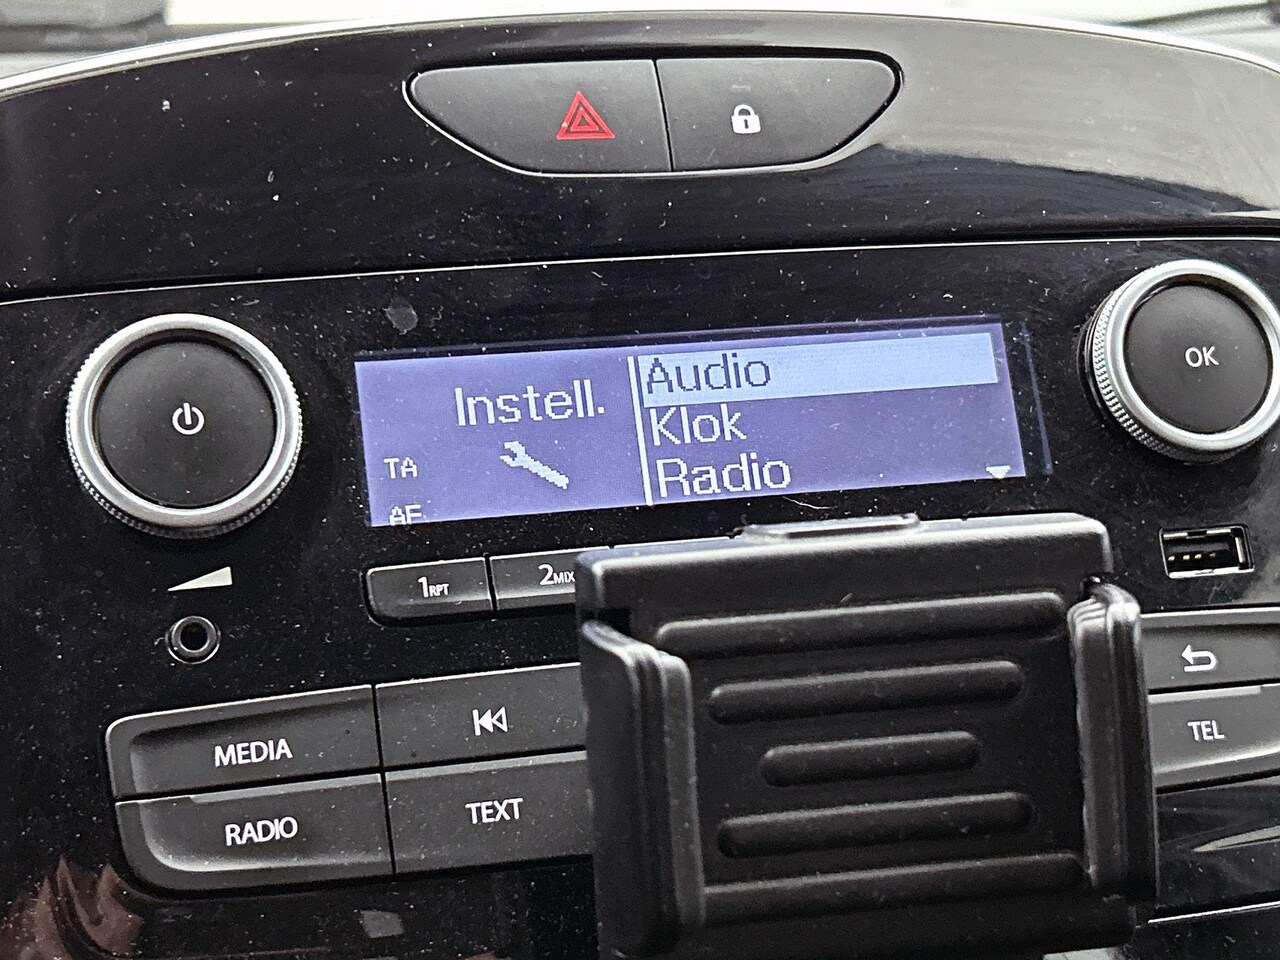 Audio
Instell.
Klok
TA
Radio
AF
OK
1RPT
2MIX
MEDIA
TEL
RADIO
TEXT